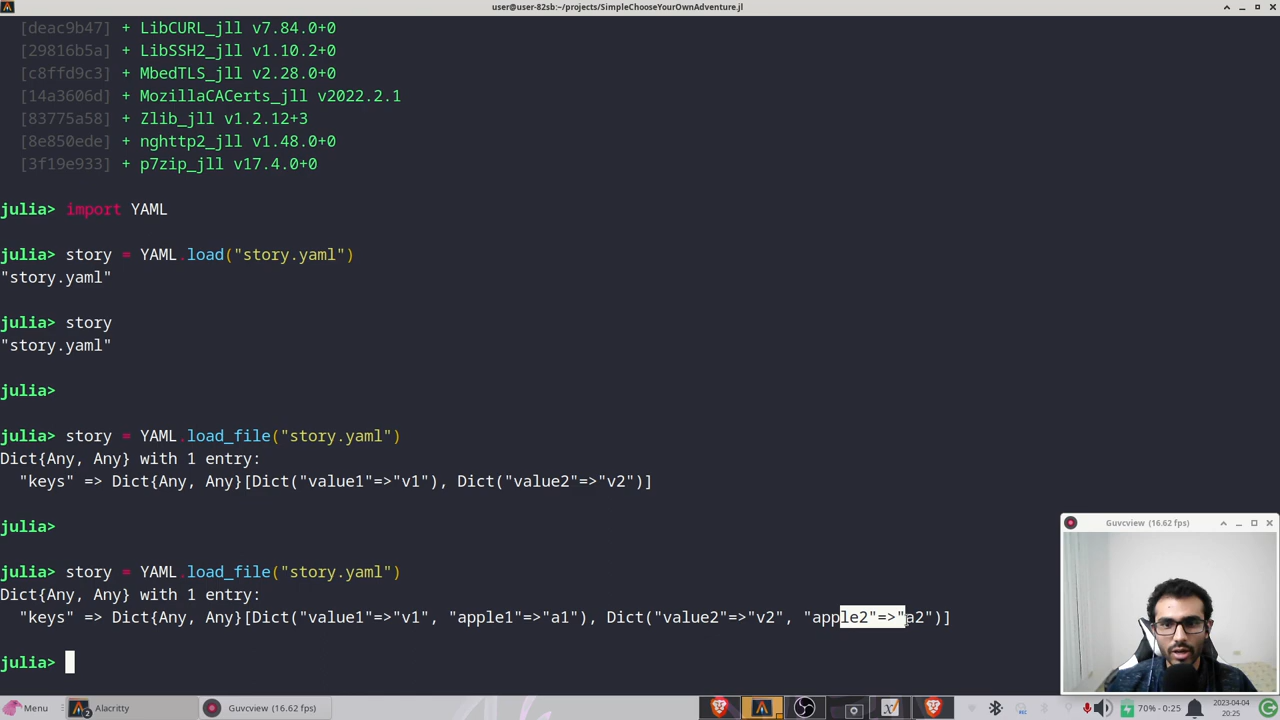 user@user-82sb:~/projects/SimpleChooseYourOwnAdventure.jl
[deac9b47] + LibCURL_jll v7.84.0+0
[29816b5a] + LibSSH2_jll v1.10.2+0
[c8ffd9c3] + MbedTLS_jll v2.28.0+0
[14a3606d] + MozillaCACerts_jll v2022.2.1
[83775a58] + Zlib_jll v1.2.12+3
[8e850ede] + nghttp2_jll v1.48.0+0
[3f19e933] + p7zip_jll v17.4.0+0
julia> import YAML
julia> story = YAML.load("story.yaml")
"story.yaml"
julia> story
"story.yaml"
julia>
julia> story = YAML.load_file("story.yaml")
Dict{Any, Any} with 1 entry:
"keys" => Dict{Any, Any}[Dict("value1"=>"v1"), Dict("value2"=>"v2")]
julia>
julia> story = YAML.load_file("story.yaml")
Dict{Any, Any} with 1 entry:
"keys" => Dict{Any, Any}[Dict("value1"=>"v1", "apple1"=>"a1"), Dict("value2"=>"v2", "apple2"=>"a2")]
julia>
Guvcview (16.62 fps)
Menu
2
Alacritty
Guvcview (16.62 fps)
70% - 0:25
2023-04-04
20:25